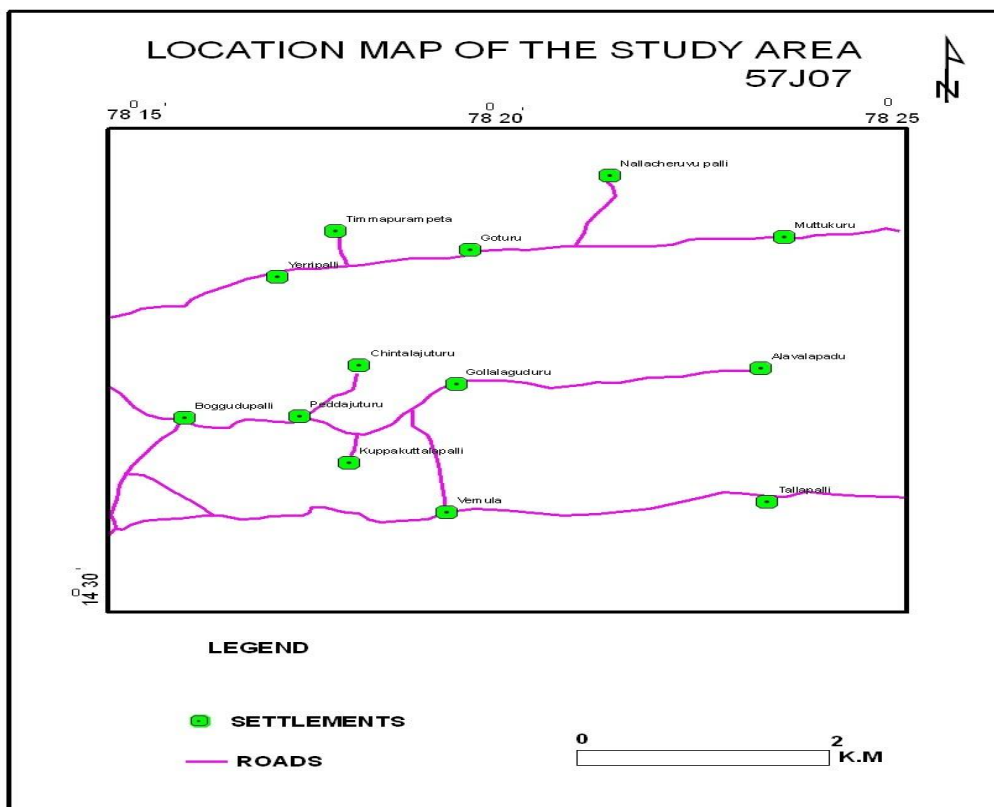 LOCATION MAP OF THE STUDY AREA
57J07
N
78° 15'
78° 20'
78° 25
Nallacheruvu palli
Timmapurampeta
Goturu
Muttukuru
Yerripalli
Chintalajuturu
Gollalaguduru
Alavalapadu
Boggudupalli
Peddajuturu
Kuppakuttalapalli
Vemula
Tallapalli
14° 30'
LEGEND
SETTLEMENTS
ROADS
0 2
K.M